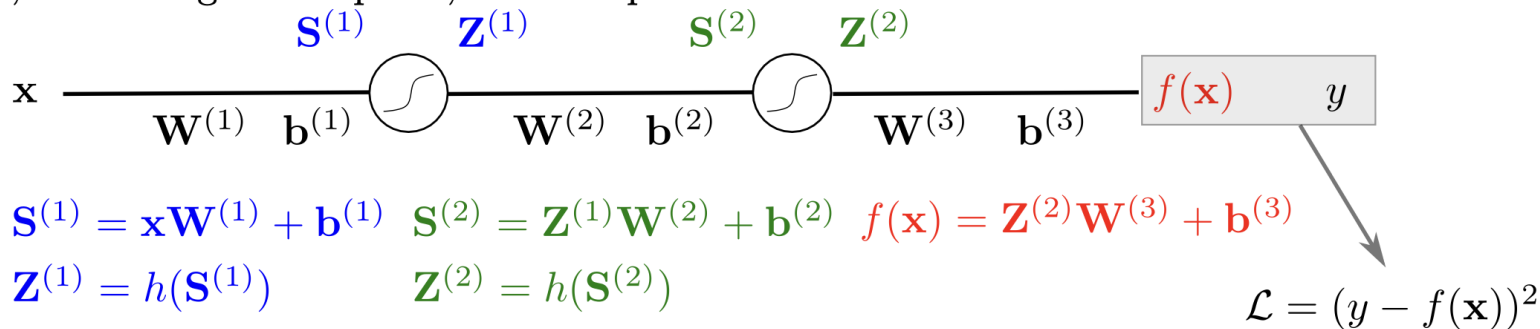 S^(1) Z^(1) S^(2) Z^(2)
x f(x) y
W^(1) b^(1) W^(2) b^(2) W^(3) b^(3)
S^(1) = xW^(1) + b^(1) S^(2) = Z^(1)W^(2) + b^(2) f(x) = Z^(2)W^(3) + b^(3)
Z^(1) = h(S^(1)) Z^(2) = h(S^(2))
ℒ = (y − f(x))^2